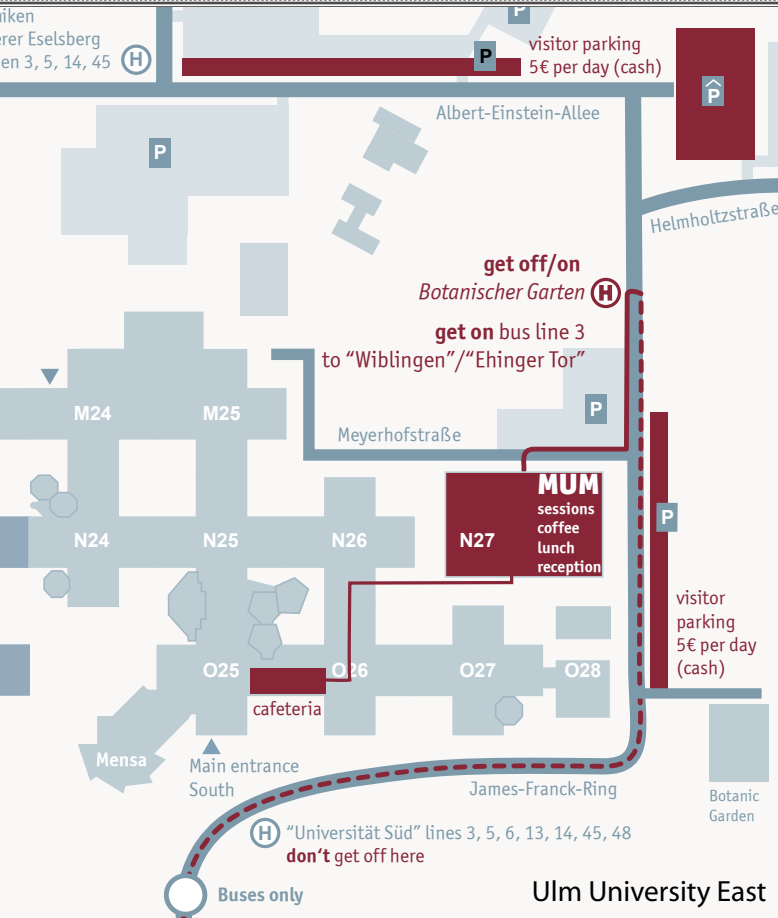 P
visitor parking
5€ per day (cash)
P
erer Eselsberg
en 3, 5, 14, 45
H
P
Albert-Einstein-Allee
P
Helmholtzstraße
get off/on
Botanischer Garten H
get on bus line 3
to “Wiblingen”/“Ehinger Tor”
P
M24
M25
Meyerhofstraße
MUM
sessions
coffee
lunch
reception
N27
P
N24
N25
N26
visitor
parking
5€ per day
(cash)
O25
O26
O27
O28
cafeteria
Mensa
Main entrance
South
James-Franck-Ring
Botanic
Garden
H “Universität Süd” lines 3, 5, 6, 13, 14, 45, 48
don‘t get off here
Buses only
Ulm University East